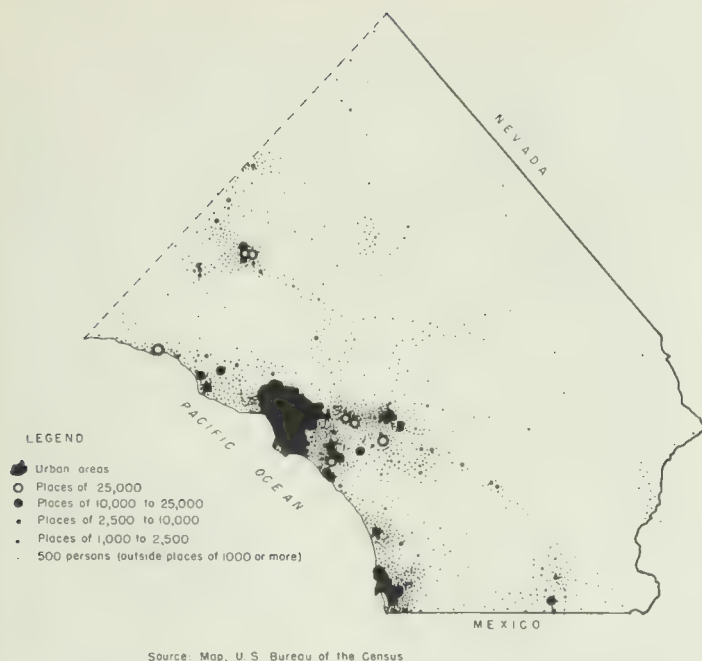 NEVADA
PACIFIC OCEAN
LEGEND
Urban areas
Places of 25,000
Places of 10,000 to 25,000
Places of 2,500 to 10,000
Places of 1,000 to 2,500
500 persons (outside places of 1000 or more)
MEXICO
Source: Map, U.S. Bureau of the Census